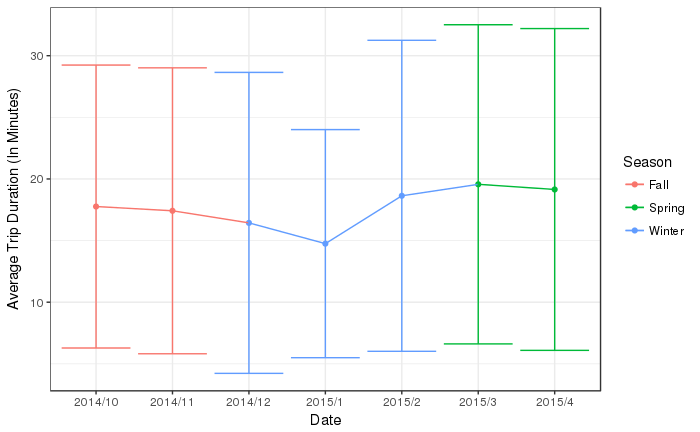 Average Trip Duration (In Minutes)
30
20
10
2014/10 2014/11 2014/12 2015/1 2015/2 2015/3 2015/4
Date
Season
Fall
Spring
Winter